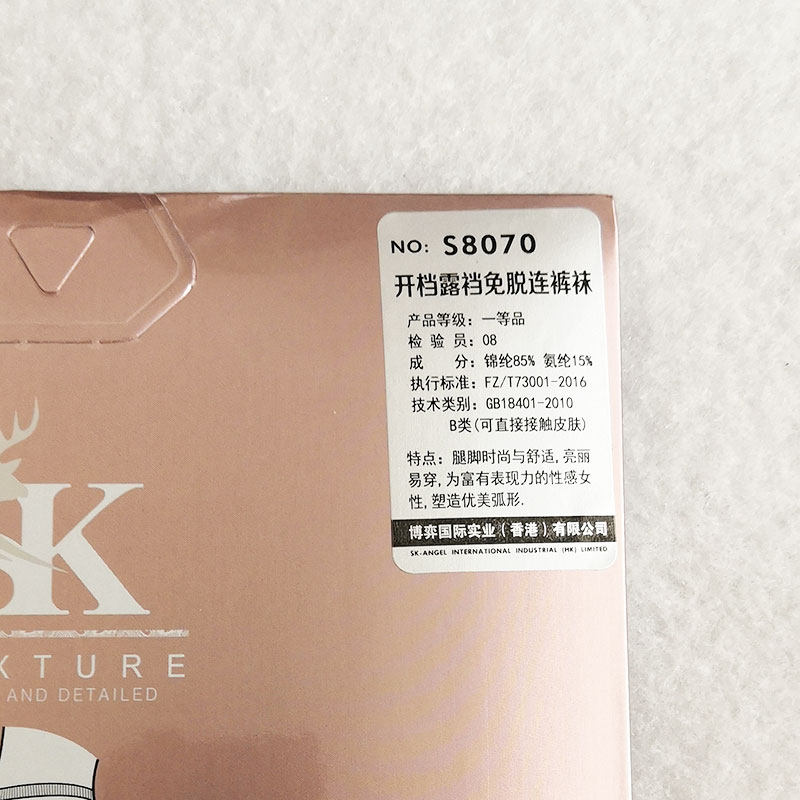 NO: S8070
开档露裆免脱连裤袜
产品等级: 一等品
检 验 员: 08
成 分: 锦纶85% 氨纶15%
执行标准: FZ/T73001-2016
技术类别: GB18401-2010
B类(可直接接触皮肤)
特点: 腿脚时尚与舒适, 亮丽
易穿, 为富有表现力的性感女
性, 塑造优美弧形.
博弈国际实业(香港)有限公司
SK-ANGEL INTERNATIONAL INDUSTRIAL (HK) LIMITED
SK
XTURE
AND DETAILED